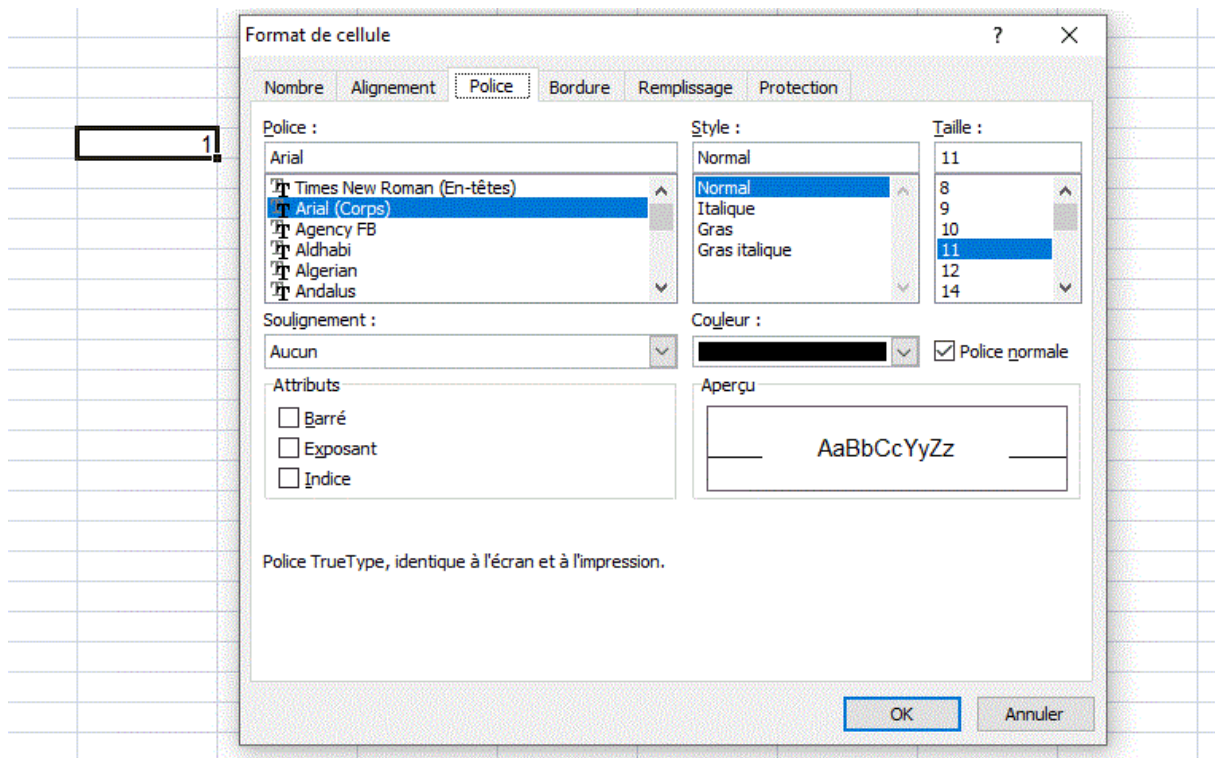 Format de cellule ?
Nombre Alignement Police Bordure Remplissage Protection
1
Police : Style : Taille :
Arial Normal 11
Times New Roman (En-têtes) Normal 8
Arial (Corps) Italique 9
Agency FB Gras 10
Aldhabi Gras italique 11
Algerian 12
Andalus 14
Soulignement : Couleur :
Aucun Police normale
Attributs Aperçu
Barré
Exposant AaBbCcYyZz
Indice
Police TrueType, identique à l'écran et à l'impression.
OK Annuler